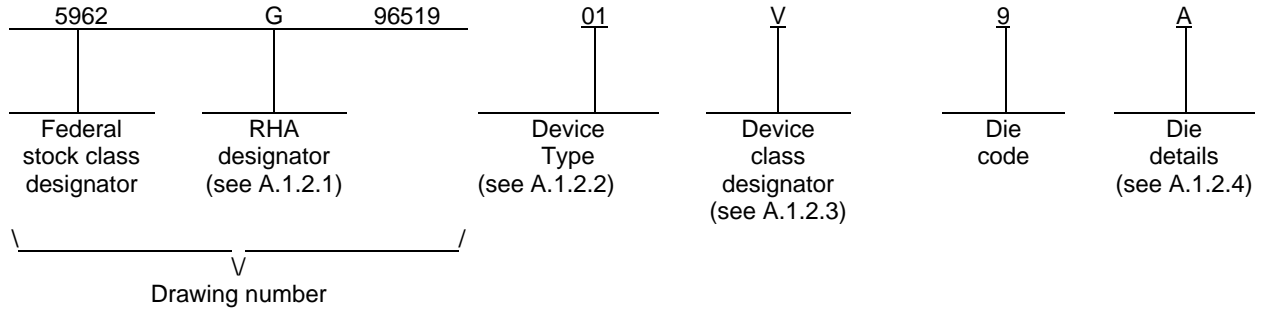 5962 G 96519 01 V 9 A
Federal stock class designator
RHA designator (see A.1.2.1)
Device Type (see A.1.2.2)
Device class designator (see A.1.2.3)
Die code
Die details (see A.1.2.4)
\ /
\/
Drawing number